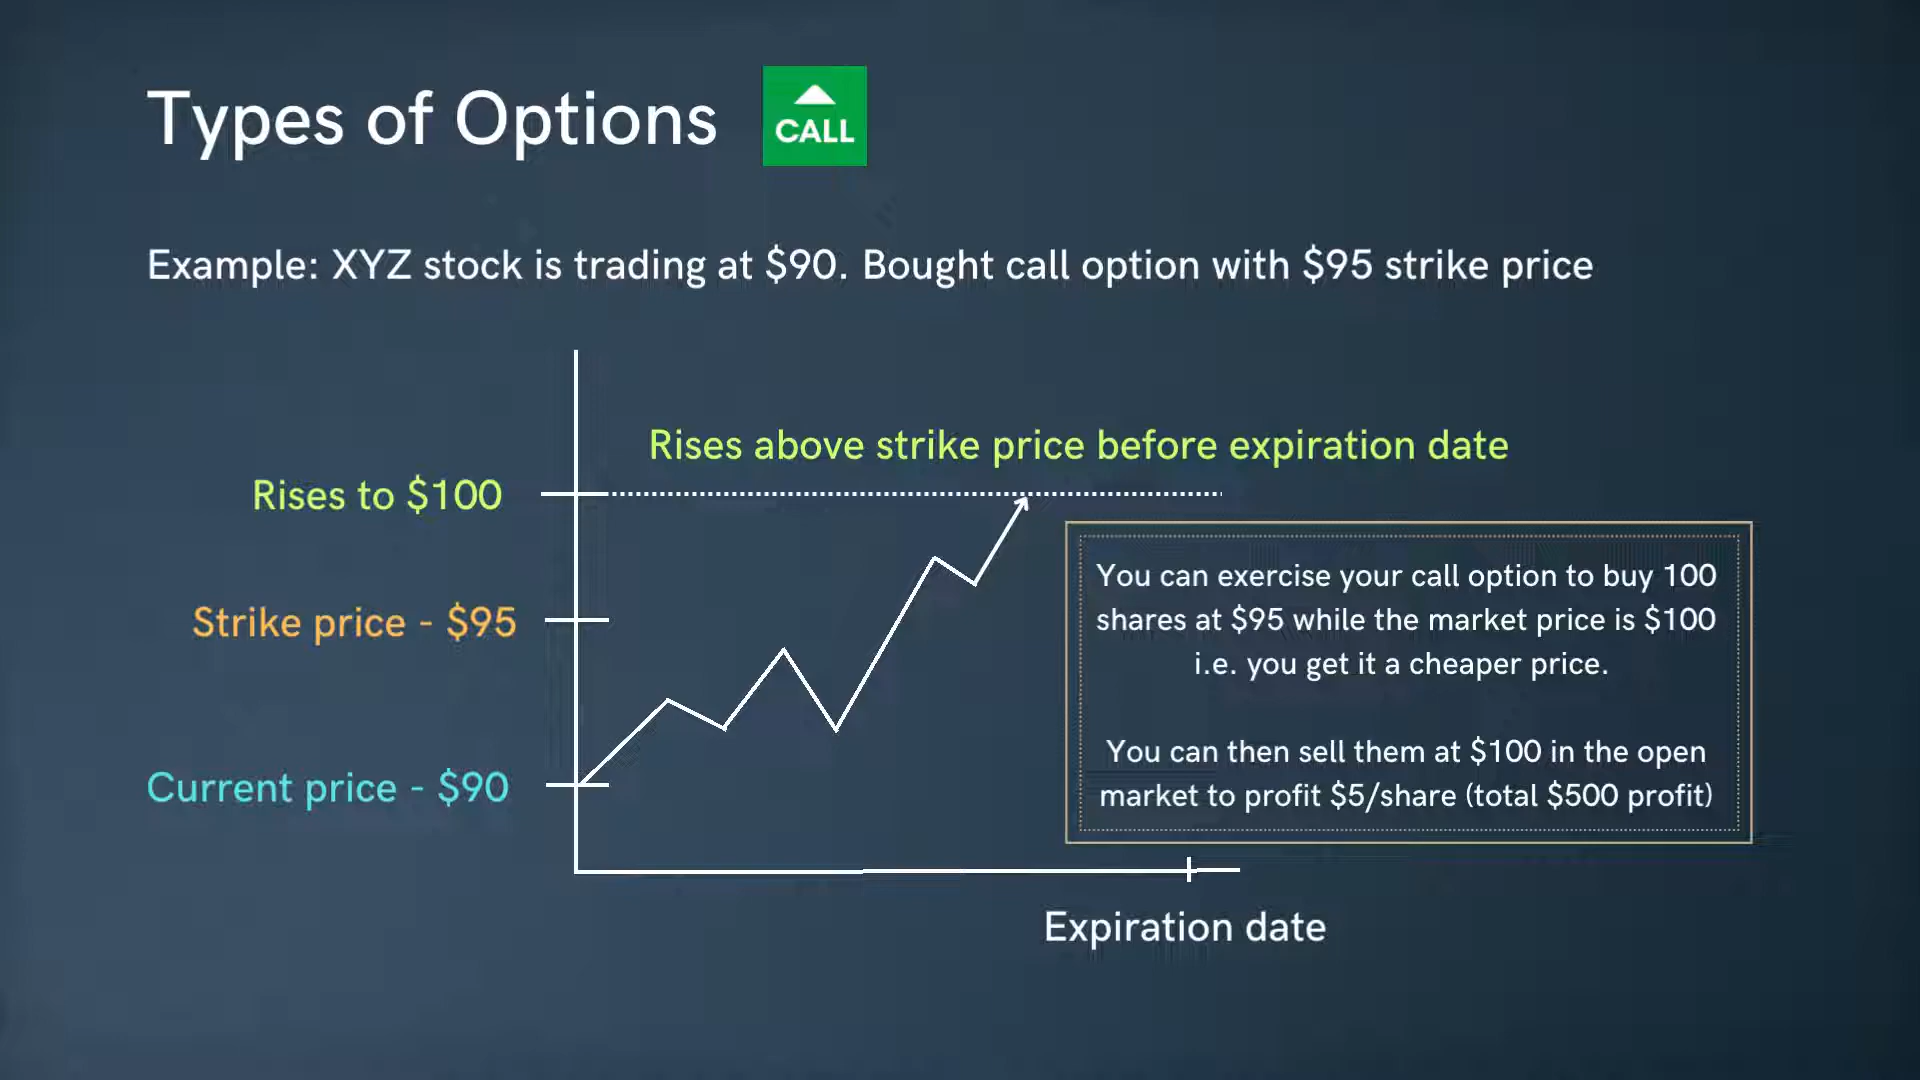 Types of Options
CALL
Example: XYZ stock is trading at $90. Bought call option with $95 strike price
Rises above strike price before expiration date
Rises to $100
Strike price - $95
Current price - $90
You can exercise your call option to buy 100
shares at $95 while the market price is $100
i.e. you get it a cheaper price.
You can then sell them at $100 in the open
market to profit $5/share (total $500 profit)
Expiration date